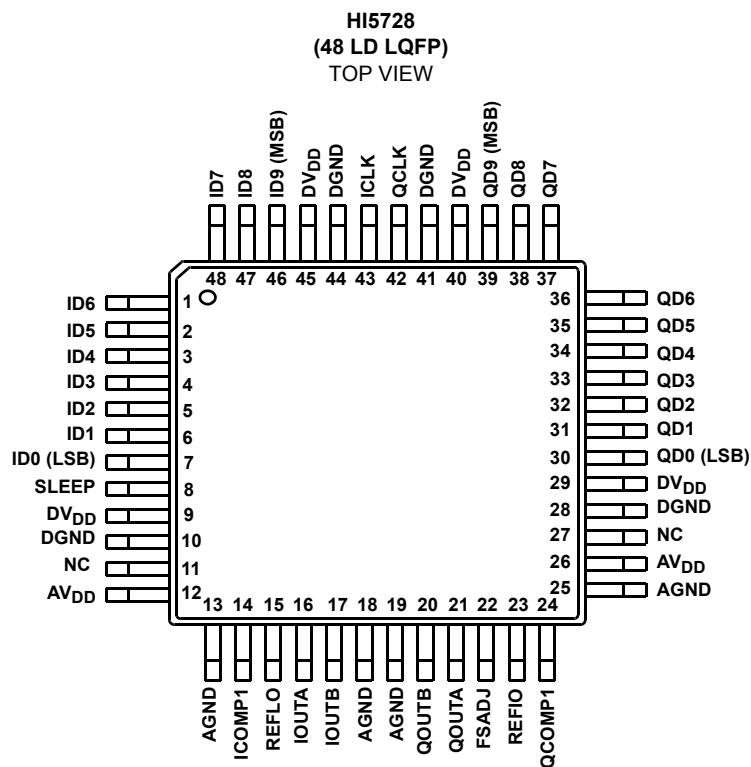 HI5728
(48 LD LQFP)
TOP VIEW
ID7
ID8
ID9 (MSB)
DVDD
DGND
ICLK
QCLK
DGND
DVDD
QD9 (MSB)
QD8
QD7
48 47 46 45 44 43 42 41 40 39 38 37
ID6 1
ID5 2
ID4 3
ID3 4
ID2 5
ID1 6
ID0 (LSB) 7
SLEEP 8
DVDD 9
DGND 10
NC 11
AVDD 12
36 QD6
35 QD5
34 QD4
33 QD3
32 QD2
31 QD1
30 QD0 (LSB)
29 DVDD
28 DGND
27 NC
26 AVDD
25 AGND
13 14 15 16 17 18 19 20 21 22 23 24
AGND
ICOMP1
REFLO
IOUTA
IOUTB
AGND
AGND
QOUTB
QOUTA
FSADJ
REFIO
QCOMP1